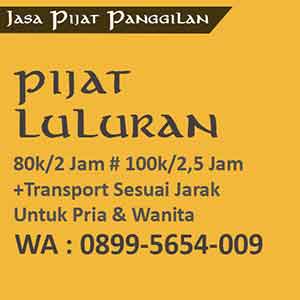 Jasa Pijat Panggilan
Pijat
Luluran
80k/2 Jam # 100k/2,5 Jam
+Transport Sesuai Jarak
Untuk Pria & Wanita
WA : 0899-5654-009